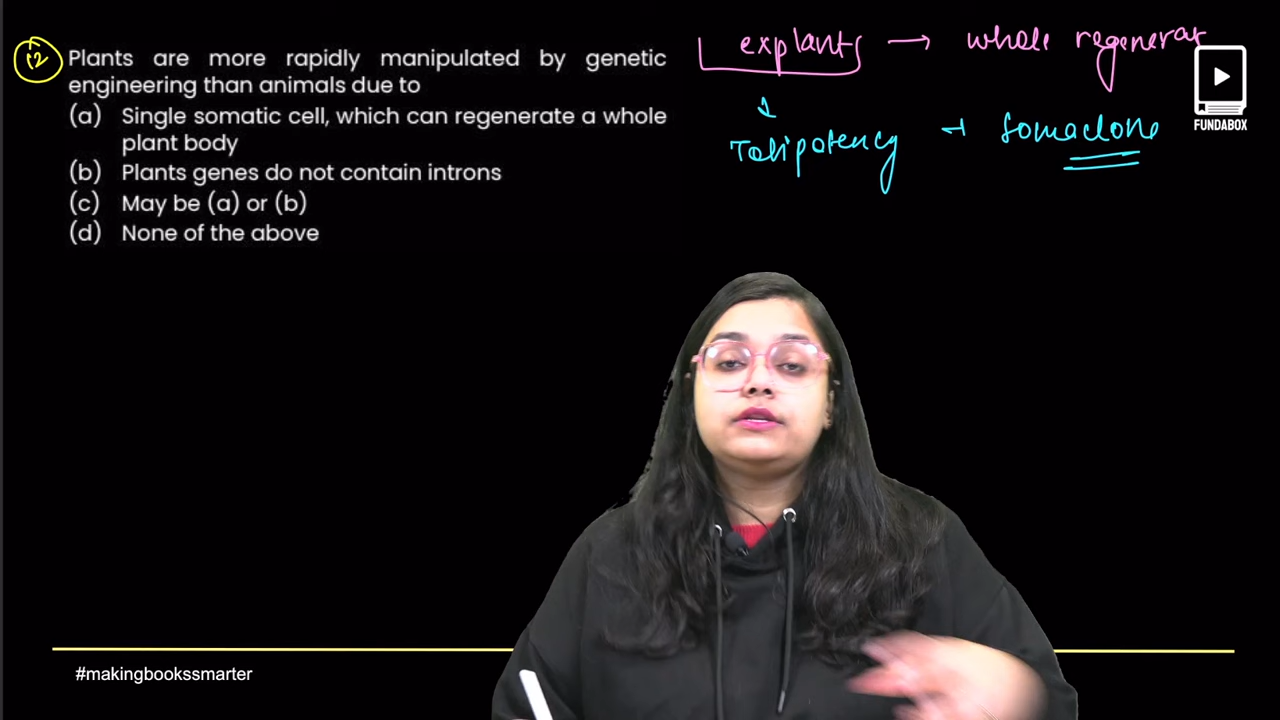 12
Plants are more rapidly manipulated by genetic
engineering than animals due to
(a) Single somatic cell, which can regenerate a whole
plant body
(b) Plants genes do not contain introns
(c) May be (a) or (b)
(d) None of the above
explants → whole regenerat
Totipotency → Somaclone
FUNDABOX
#makingbookssmarter